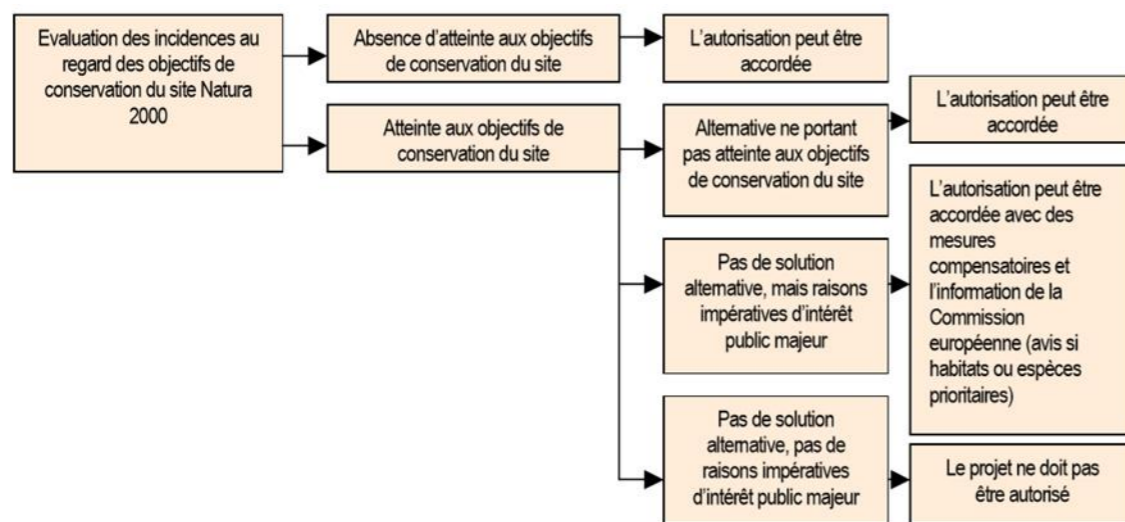 Evaluation des incidences au
regard des objectifs de
conservation du site Natura
2000
Absence d'atteinte aux objectifs
de conservation du site
L'autorisation peut être
accordée
Atteinte aux objectifs de
conservation du site
Alternative ne portant
pas atteinte aux objectifs
de conservation du site
L'autorisation peut être
accordée
Pas de solution
alternative, mais raisons
impératives d'intérêt
public majeur
L'autorisation peut être
accordée avec des
mesures
compensatoires et
l'information de la
Commission
européenne (avis si
habitats ou espèces
prioritaires)
Pas de solution
alternative, pas de
raisons impératives
d'intérêt public majeur
Le projet ne doit pas
être autorisé